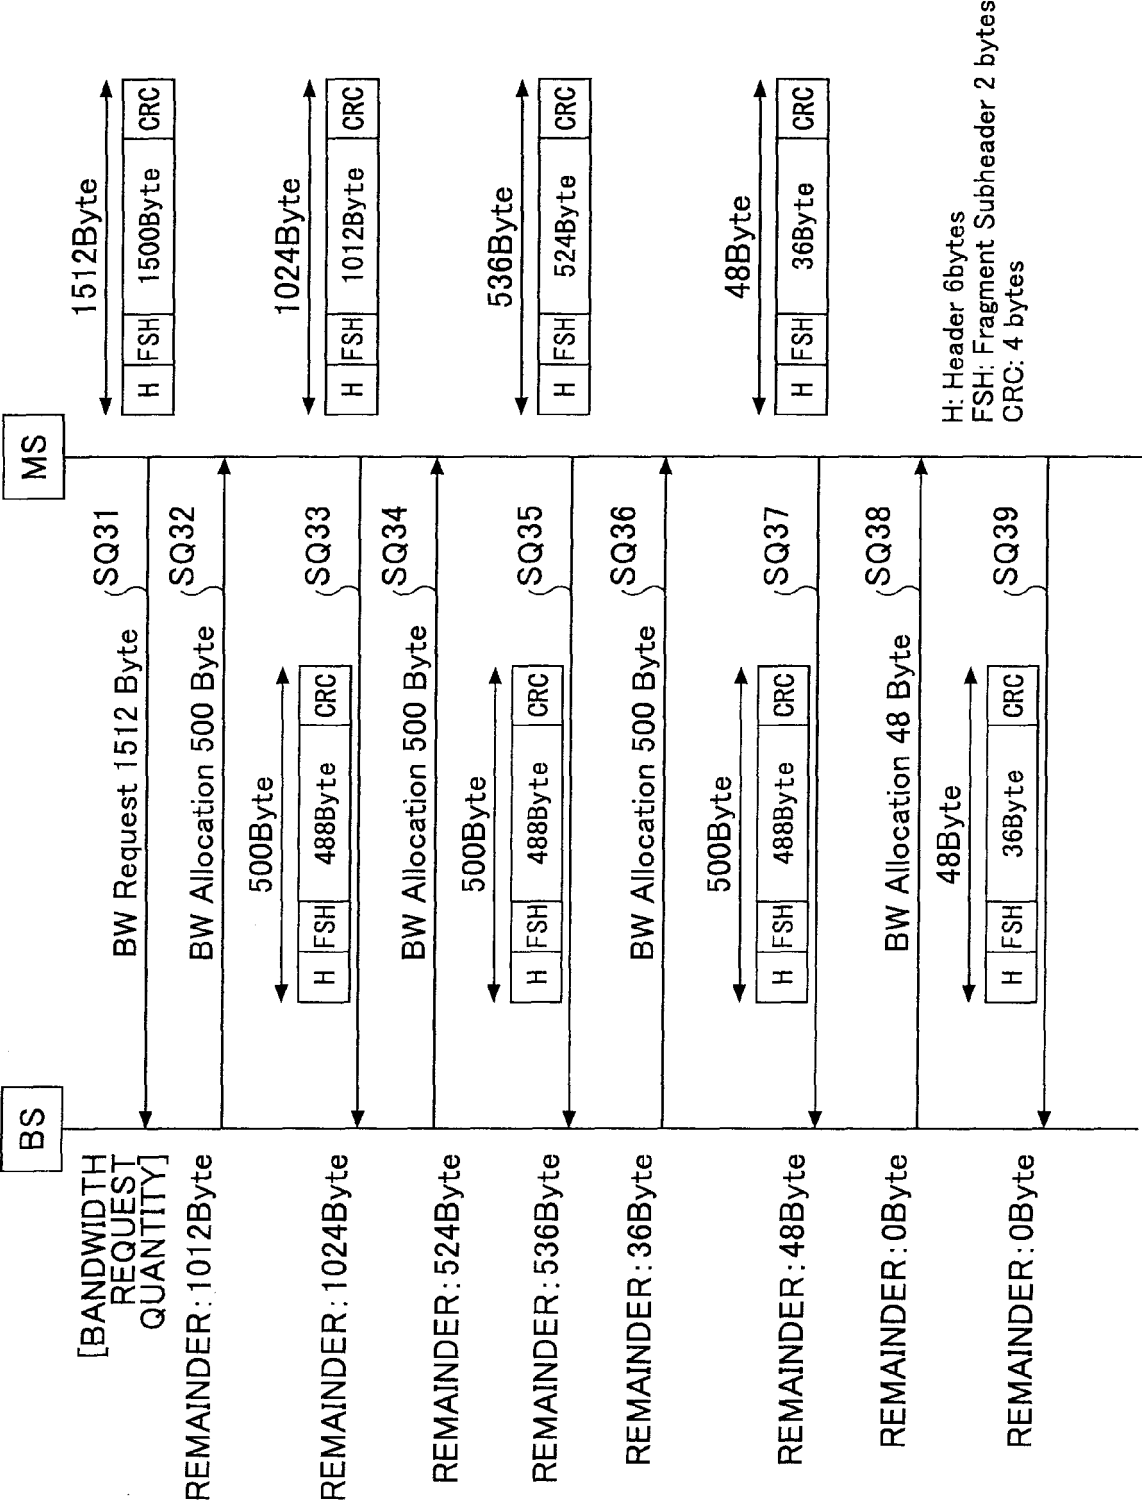 BS
MS
[BANDWIDTH
REQUEST
QUANTITY]
BW Request 1512 Byte
SQ31
1512Byte
H FSH 1500Byte CRC
REMAINDER:1012Byte
BW Allocation 500 Byte
SQ32
500Byte
H FSH 488Byte CRC
REMAINDER:1024Byte
SQ33
1024Byte
H FSH 1012Byte CRC
REMAINDER:524Byte
BW Allocation 500 Byte
SQ34
500Byte
H FSH 488Byte CRC
REMAINDER:536Byte
SQ35
536Byte
H FSH 524Byte CRC
REMAINDER:36Byte
BW Allocation 500 Byte
SQ36
500Byte
H FSH 488Byte CRC
REMAINDER:48Byte
SQ37
48Byte
H FSH 36Byte CRC
REMAINDER:0Byte
BW Allocation 48 Byte
SQ38
48Byte
H FSH 36Byte CRC
REMAINDER:0Byte
SQ39
H: Header 6bytes
FSH: Fragment Subheader 2 bytes
CRC: 4 bytes